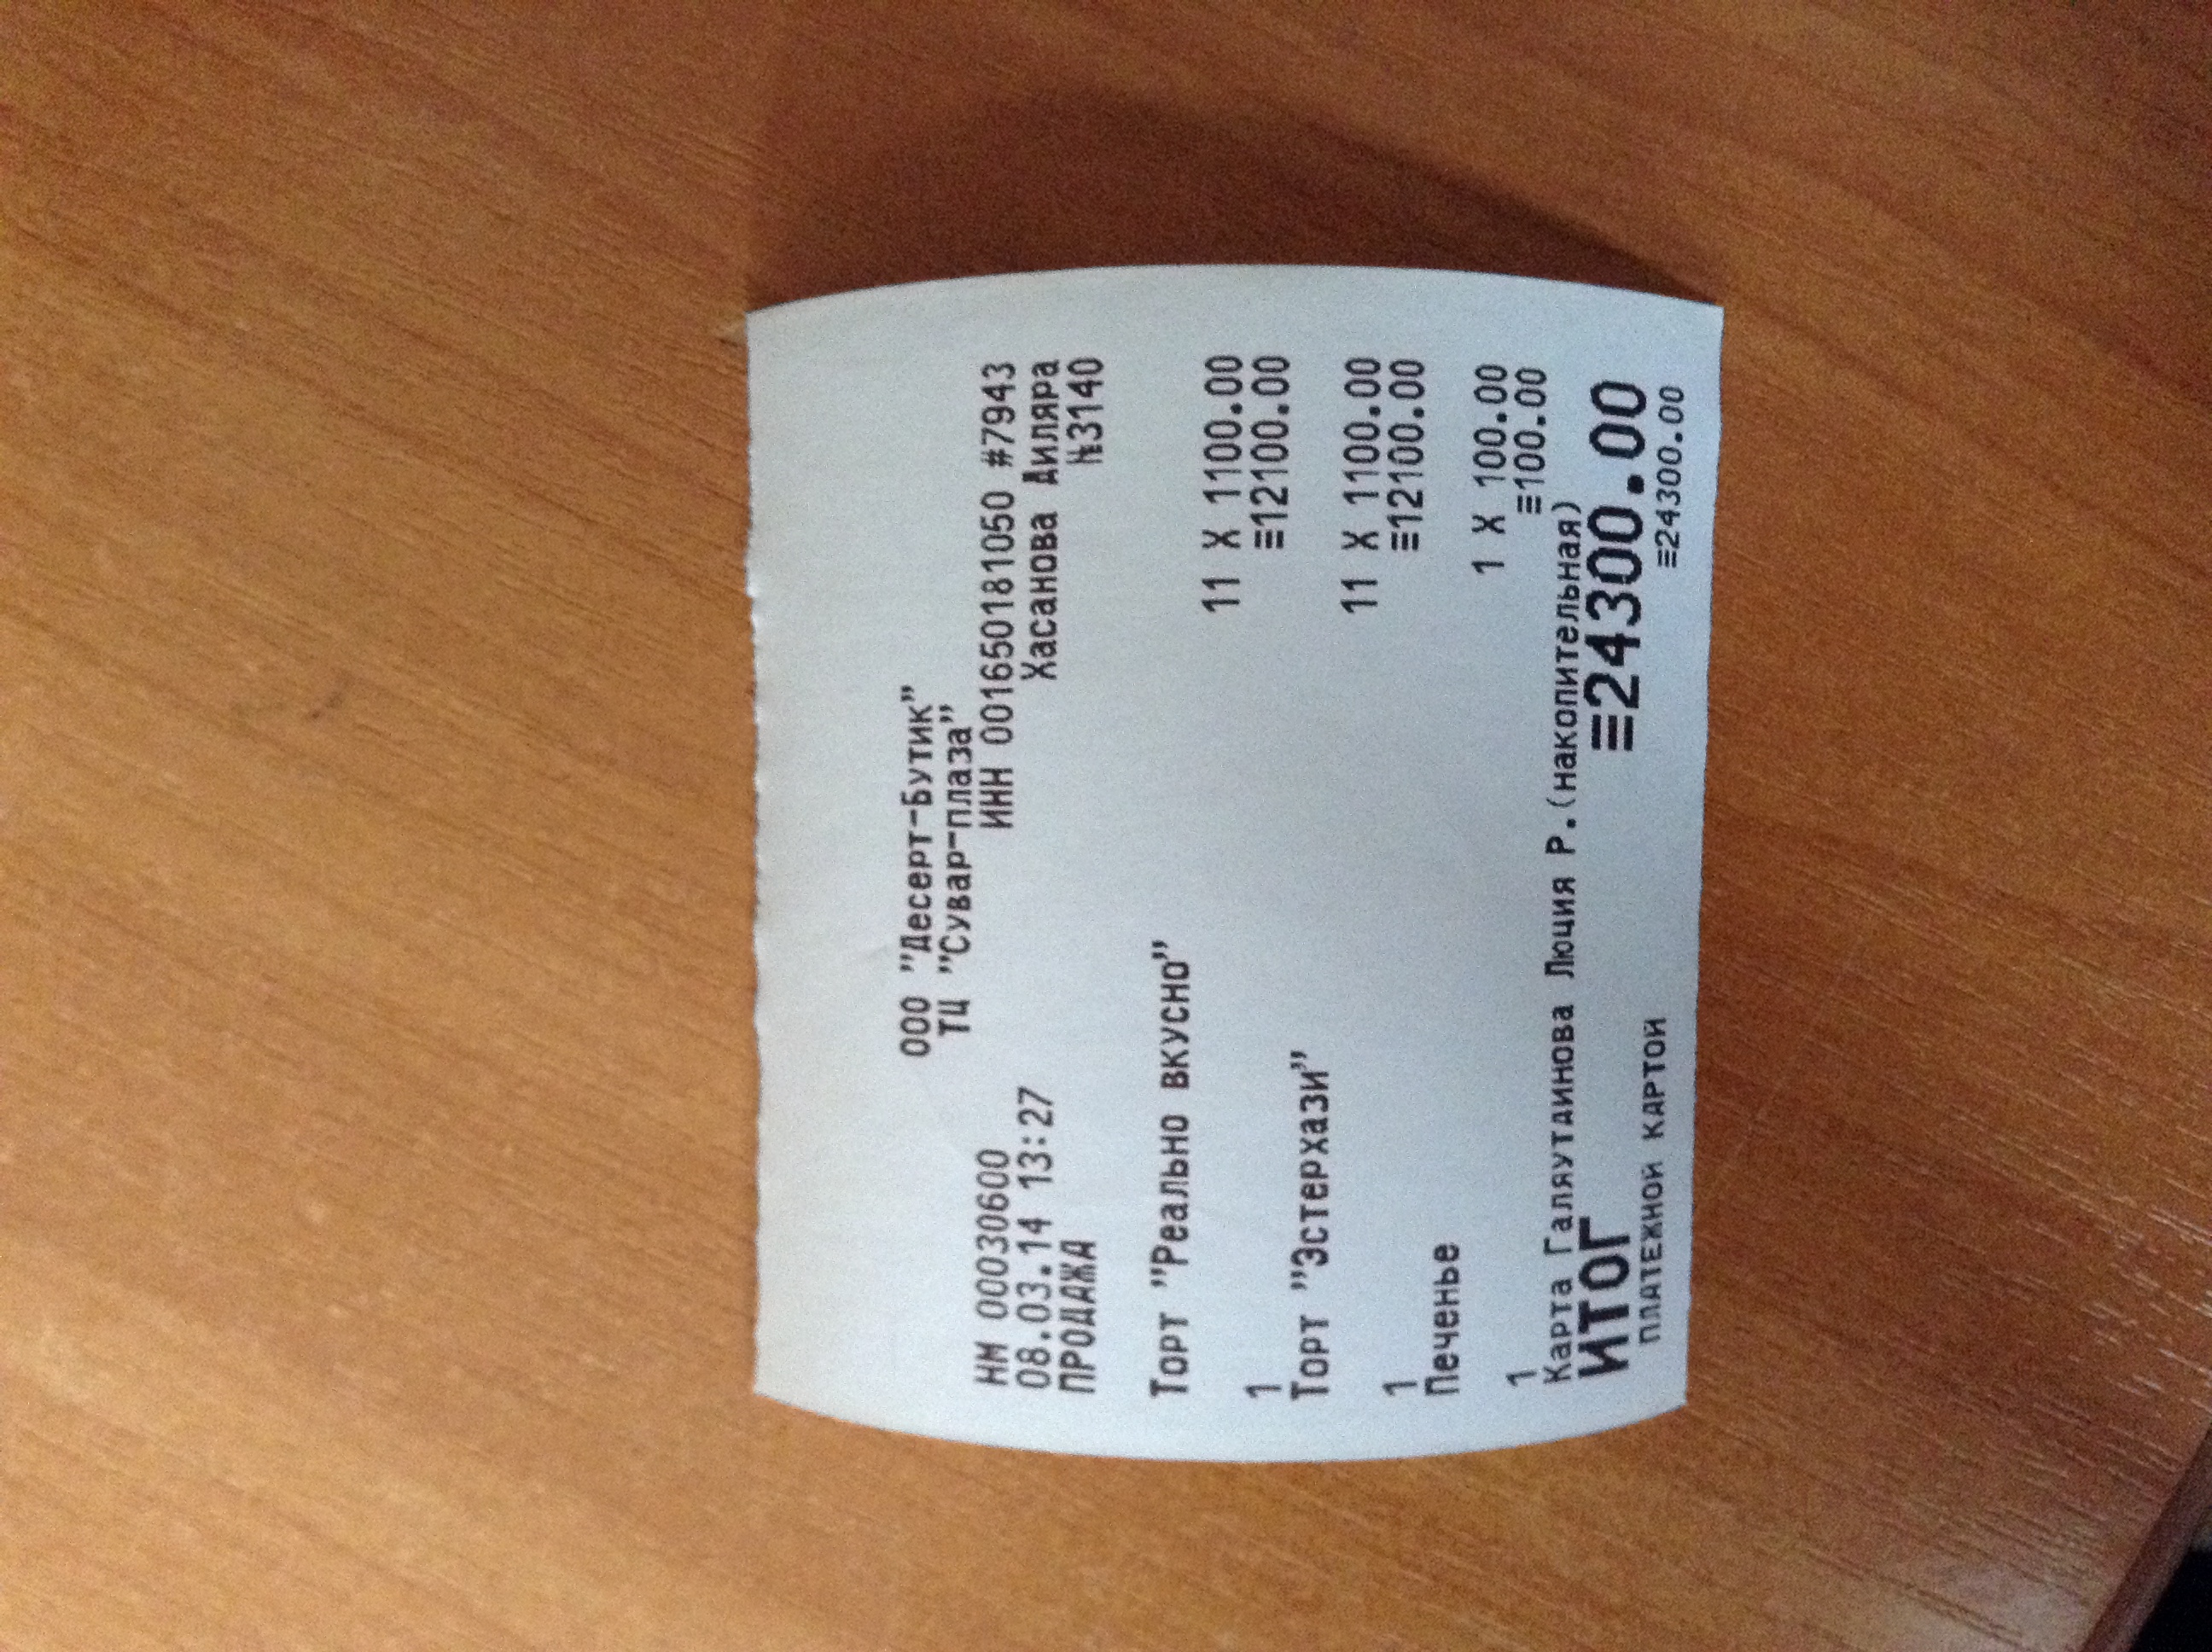 ООО "Десерт-Бутик"
ТЦ "Сувар-плаза"
НМ 00030600 ИНН 001650181050 #7943
08.03.14 13:27 Хасанова Диляра
ПРОДАЖА №3140
Торт "Реально вкусно"
11 X 1100.00
1 ≡12100.00
Торт "Эстерхази"
11 X 1100.00
1 ≡12100.00
Печенье
1 X 100.00
1 ≡100.00
Карта Галяутдинова Люция Р.(накопительная)
ИТОГ ≡24300.00
ПЛАТЕЖНОЙ КАРТОЙ ≡24300.00